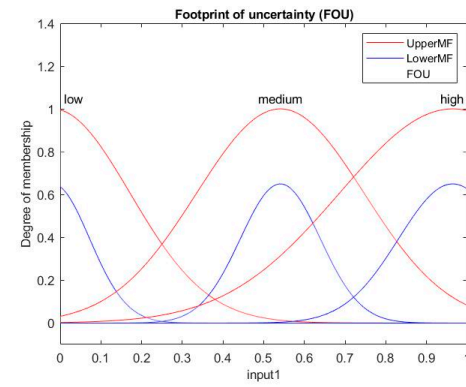 Footprint of uncertainty (FOU)
1.4
UpperMF
LowerMF
FOU
1.2
low
medium
high
1
0.8
0.6
0.4
0.2
0
Degree of membership
0 0.1 0.2 0.3 0.4 0.5 0.6 0.7 0.8 0.9
input1